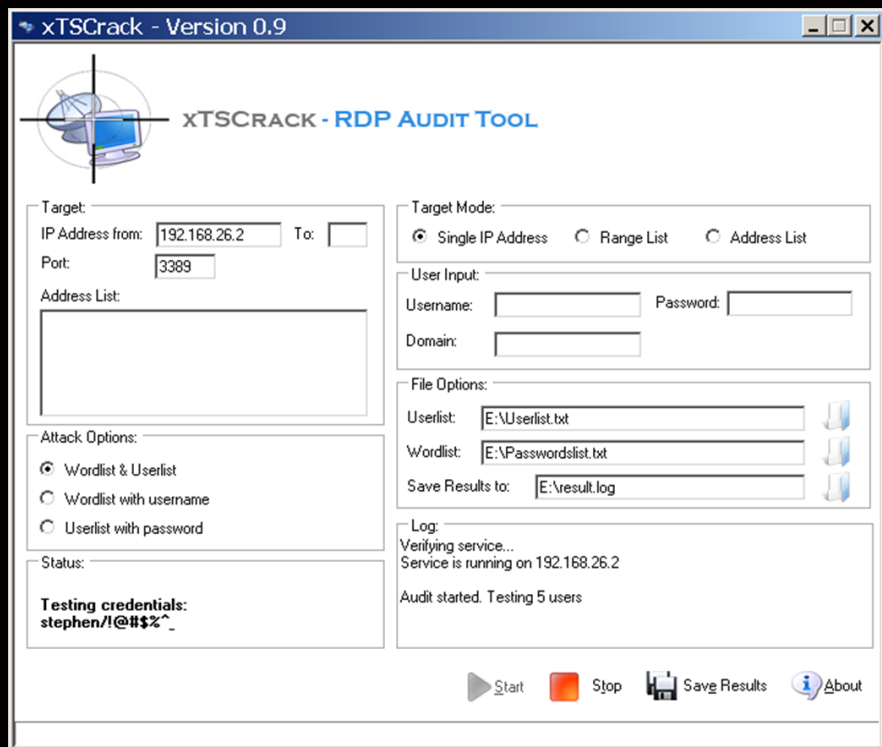 xTSCrack - Version 0.9
XTSCRACK - RDP AUDIT TOOL
Target:
IP Address from: 192.168.26.2 To:
Port: 3389
Address List:
Target Mode:
Single IP Address Range List Address List
User Input:
Username: Password:
Domain:
File Options:
Userlist: E:\Userlist.txt
Wordlist: E:\Passwordslist.txt
Save Results to: E:\result.log
Attack Options:
Wordlist & Userlist
Wordlist with username
Userlist with password
Status:
Testing credentials:
stephen/!@#$%^_
Log:
Verifying service...
Service is running on 192.168.26.2
Audit started. Testing 5 users
Start Stop Save Results About